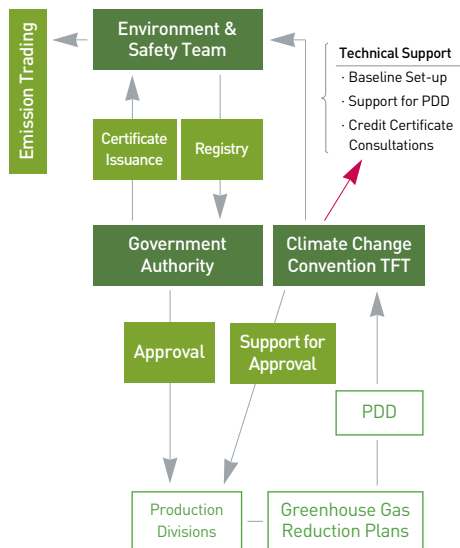 Emission Trading
Environment &
Safety Team
Technical Support
· Baseline Set-up
· Support for PDD
· Credit Certificate
Consultations
Certificate
Issuance
Registry
Government
Authority
Climate Change
Convention TFT
Approval
Support for
Approval
PDD
Production
Divisions
Greenhouse Gas
Reduction Plans